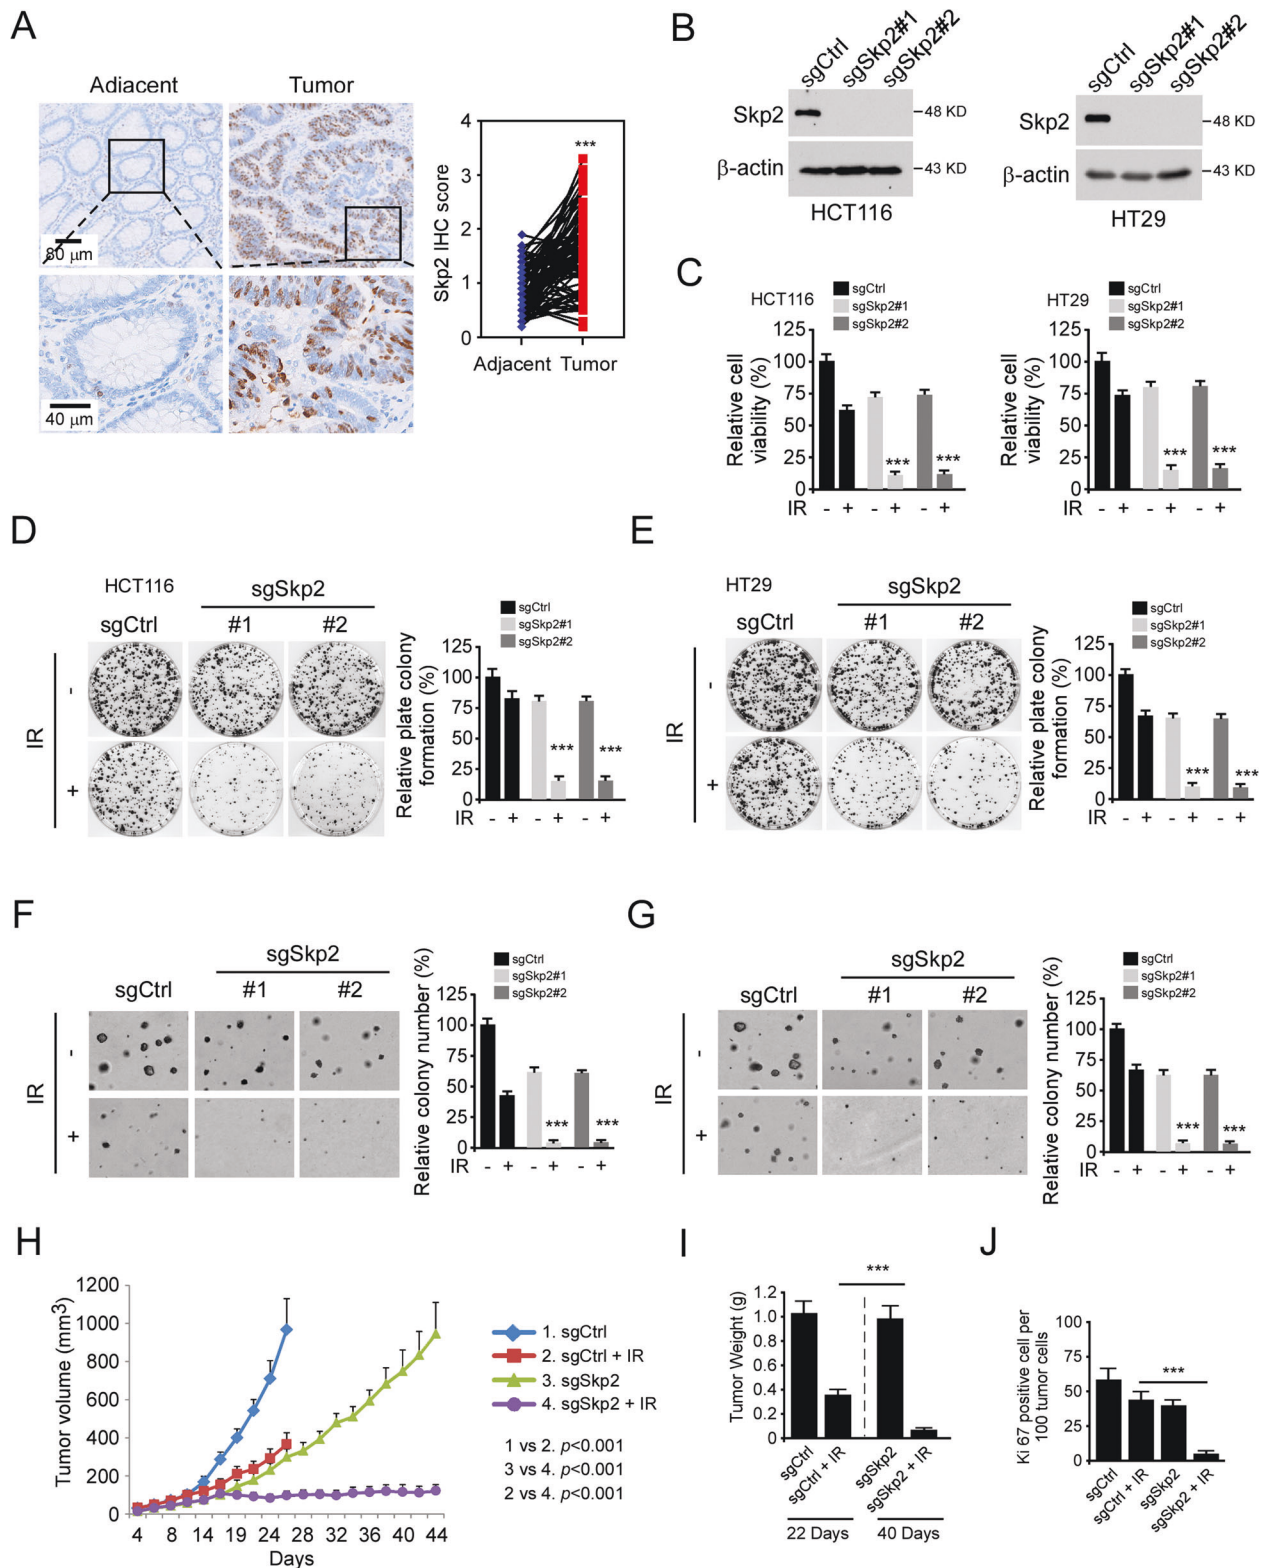 A
Adjacent
Tumor
80 μm
40 μm
4
3
2
1
0
Skp2 IHC score
***
Adjacent Tumor
B
sgCtrl
sgSkp2#1
sgSkp2#2
Skp2
48 KD
β-actin
43 KD
HCT116
sgCtrl
sgSkp2#1
sgSkp2#2
Skp2
48 KD
β-actin
43 KD
HT29
C
HCT116
sgCtrl
sgSkp2#1
sgSkp2#2
Relative cell
viability (%)
125
100
75
50
25
0
*** ***
IR - + - + - +
HT29
sgCtrl
sgSkp2#1
sgSkp2#2
Relative cell
viability (%)
125
100
75
50
25
0
*** ***
IR - + - + - +
D
HCT116
sgSkp2
sgCtrl #1 #2
IR
-
+
sgCtrl
sgSkp2#1
sgSkp2#2
Relative plate colony
formation (%)
125
100
75
50
25
0
*** ***
IR - + - + - +
E
HT29
sgSkp2
sgCtrl #1 #2
IR
-
+
sgCtrl
sgSkp2#1
sgSkp2#2
Relative plate colony
formation (%)
125
100
75
50
25
0
*** ***
IR - + - + - +
F
sgSkp2
sgCtrl #1 #2
IR
-
+
sgCtrl
sgSkp2#1
sgSkp2#2
Relative colony number (%)
125
100
75
50
25
0
*** ***
IR - + - + - +
G
sgSkp2
sgCtrl #1 #2
IR
-
+
sgCtrl
sgSkp2#1
sgSkp2#2
Relative colony number (%)
125
100
75
50
25
0
*** ***
IR - + - + - +
H
Tumor volume (mm3)
1200
1000
800
600
400
200
0
4 8 14 19 24 28 32 36 40 44
Days
1. sgCtrl
2. sgCtrl + IR
3. sgSkp2
4. sgSkp2 + IR
1 vs 2. p<0.001
3 vs 4. p<0.001
2 vs 4. p<0.001
I
Tumor Weight (g)
1.2
1.0
0.8
0.6
0.4
0.2
0
***
sgCtrl
sgCtrl + IR
sgSkp2
sgSkp2 + IR
22 Days 40 Days
J
Ki 67 positive cell per
100 tumor cells
100
75
50
25
0
***
sgCtrl
sgCtrl + IR
sgSkp2
sgSkp2 + IR